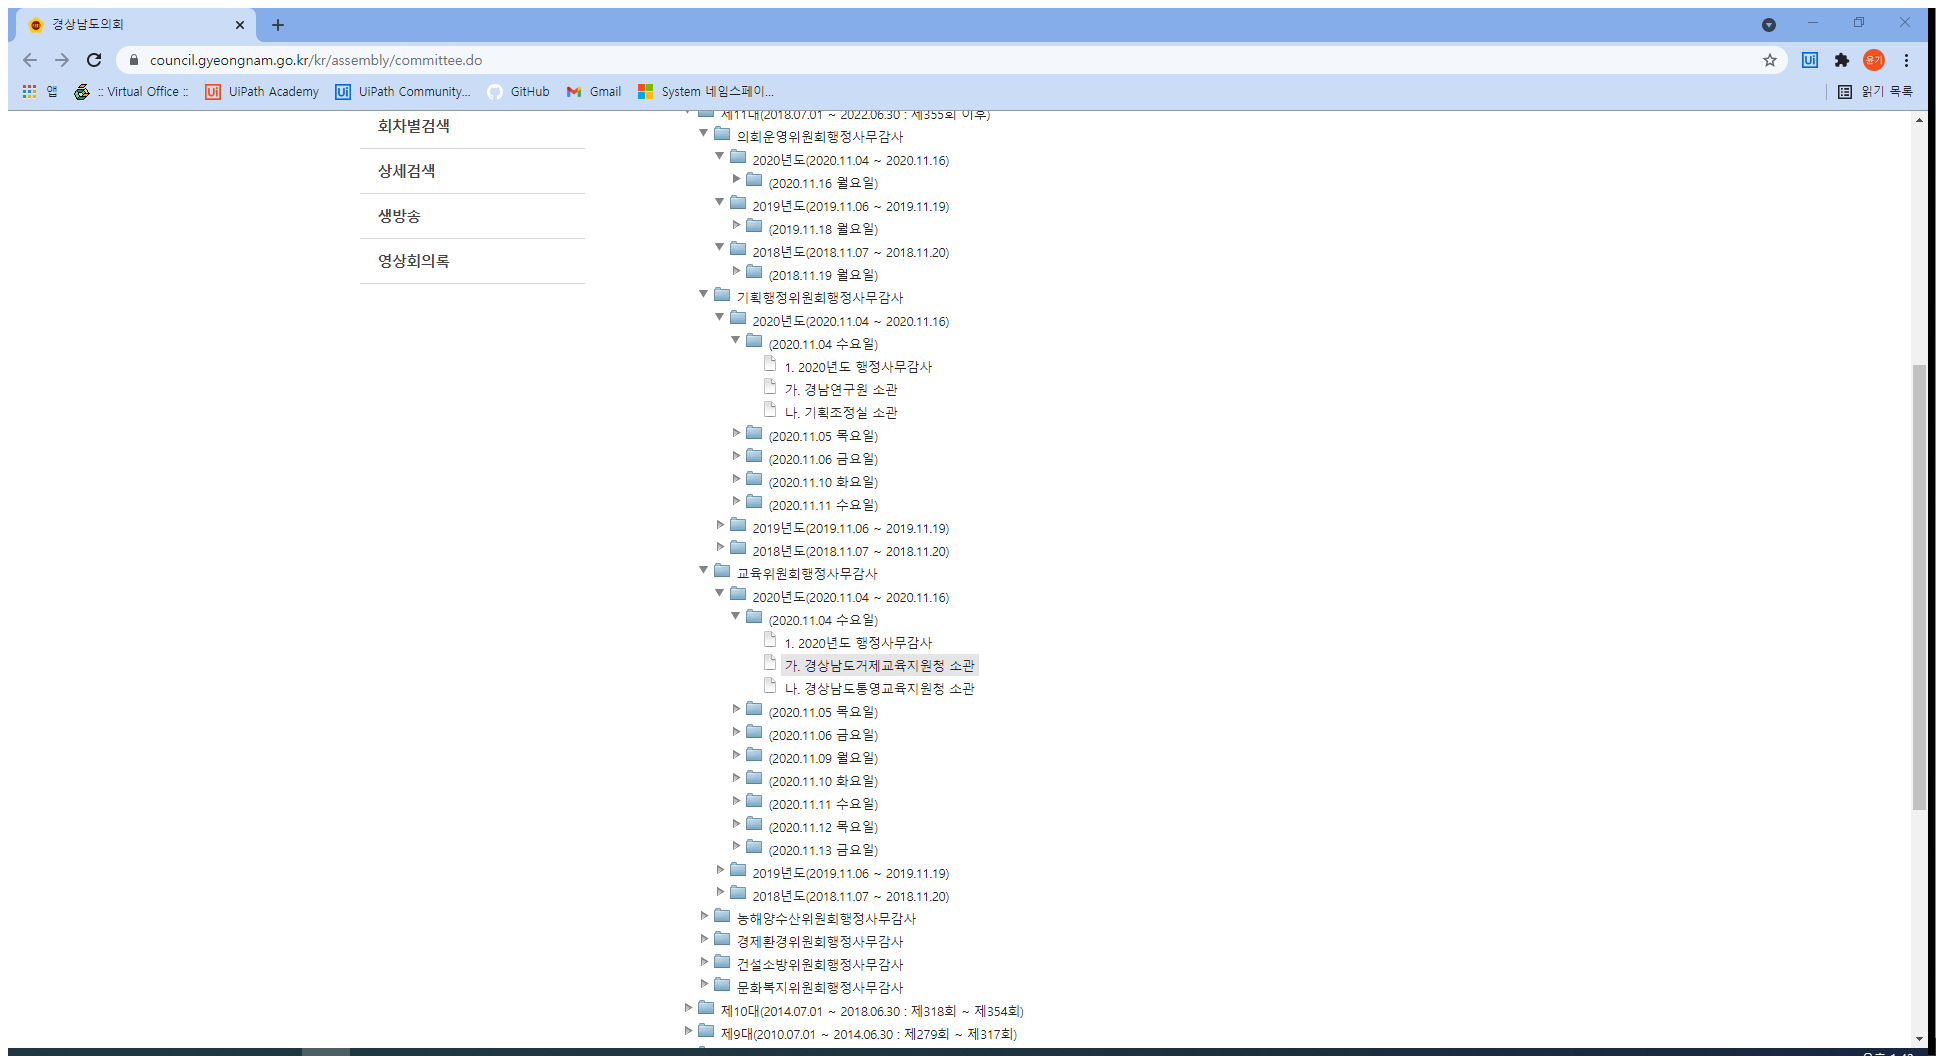 경상남도의회
council.gyeongnam.go.kr/kr/assembly/committee.do
윤기
앱 :: Virtual Office :: UiPath Academy UiPath Community... GitHub Gmail System 네임스페이... 읽기 목록
회차별검색
상세검색
생방송
영상회의록
제11대(2018.07.01 ~ 2022.06.30 : 제355회 이후)
의회운영위원회행정사무감사
2020년도(2020.11.04 ~ 2020.11.16)
(2020.11.16 월요일)
2019년도(2019.11.06 ~ 2019.11.19)
(2019.11.18 월요일)
2018년도(2018.11.07 ~ 2018.11.20)
(2018.11.19 월요일)
기획행정위원회행정사무감사
2020년도(2020.11.04 ~ 2020.11.16)
(2020.11.04 수요일)
1. 2020년도 행정사무감사
가. 경남연구원 소관
나. 기획조정실 소관
(2020.11.05 목요일)
(2020.11.06 금요일)
(2020.11.10 화요일)
(2020.11.11 수요일)
2019년도(2019.11.06 ~ 2019.11.19)
2018년도(2018.11.07 ~ 2018.11.20)
교육위원회행정사무감사
2020년도(2020.11.04 ~ 2020.11.16)
(2020.11.04 수요일)
1. 2020년도 행정사무감사
가. 경상남도거제교육지원청 소관
나. 경상남도통영교육지원청 소관
(2020.11.05 목요일)
(2020.11.06 금요일)
(2020.11.09 월요일)
(2020.11.10 화요일)
(2020.11.11 수요일)
(2020.11.12 목요일)
(2020.11.13 금요일)
2019년도(2019.11.06 ~ 2019.11.19)
2018년도(2018.11.07 ~ 2018.11.20)
농해양수산위원회행정사무감사
경제환경위원회행정사무감사
건설소방위원회행정사무감사
문화복지위원회행정사무감사
제10대(2014.07.01 ~ 2018.06.30 : 제318회 ~ 제354회)
제9대(2010.07.01 ~ 2014.06.30 : 제279회 ~ 제317회)